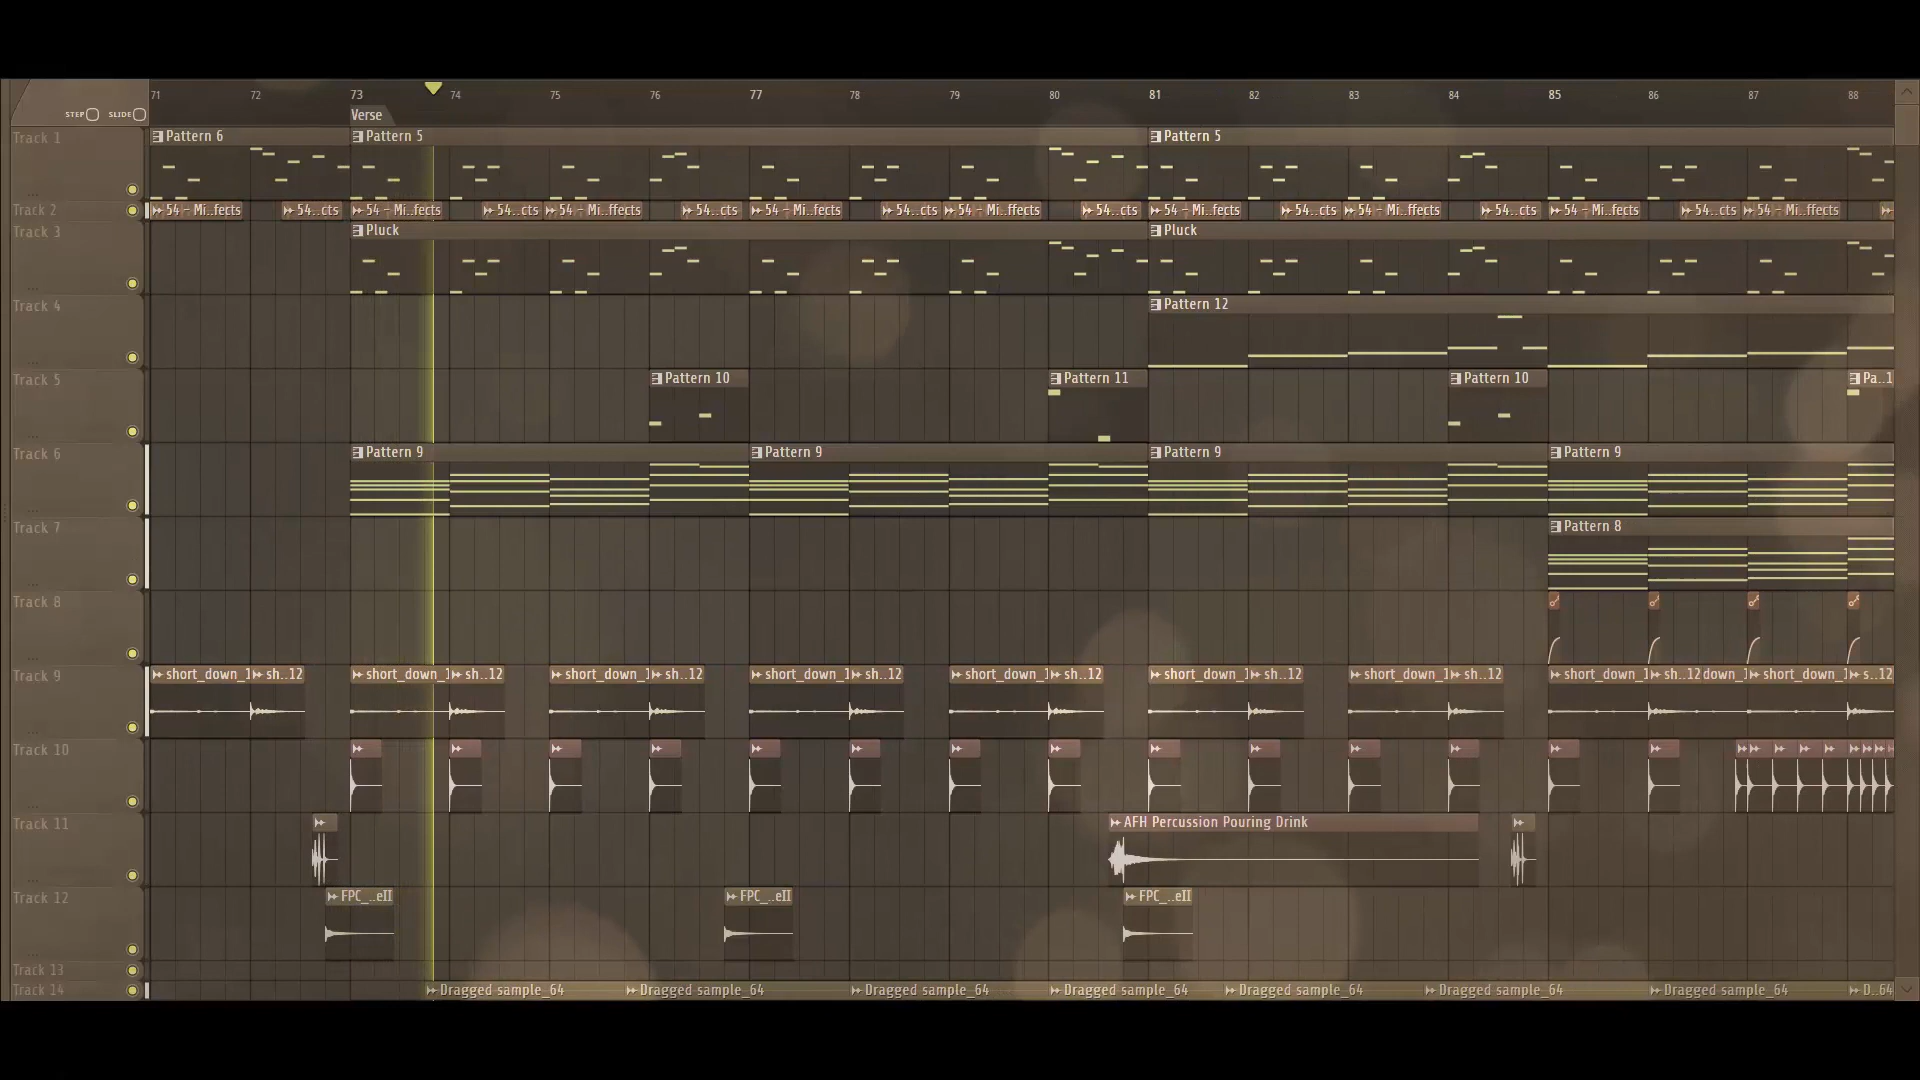 71 72 73 74 75 76 77 78 79 80 81 82 83 84 85 86 87 88
STEP SLIDE Verse
Track 1 Pattern 6 Pattern 5 Pattern 5
...
Track 2 54 - Mi..fects 54..cts 54 - Mi..fects 54..cts 54 - Mi..ffects 54..cts 54 - Mi..fects 54..cts 54 - Mi..ffects 54..cts 54 - Mi..fects 54..cts 54 - Mi..ffects 54..cts 54 - Mi..fects 54..cts 54 - Mi..ffects
Track 3 Pluck Pluck
...
Track 4 Pattern 12
...
Track 5 Pattern 10 Pattern 11 Pattern 10 Pa..1
...
Track 6 Pattern 9 Pattern 9 Pattern 9 Pattern 9
...
Track 7 Pattern 8
...
Track 8
...
Track 9 short_down_1 sh..12 short_down_1 sh..12 short_down_1 sh..12 short_down_1 sh..12 short_down_1 sh..12 short_down_1 sh..12 short_down_1 sh..12 short_down_1 sh..12 down_1 short_down_1 s..12
...
Track 10
...
Track 11 AFH Percussion Pouring Drink
...
Track 12 FPC_..eII FPC_..eII FPC_..eII
...
Track 13
Track 14 Dragged sample_64 Dragged sample_64 Dragged sample_64 Dragged sample_64 Dragged sample_64 Dragged sample_64 Dragged sample_64 D..64